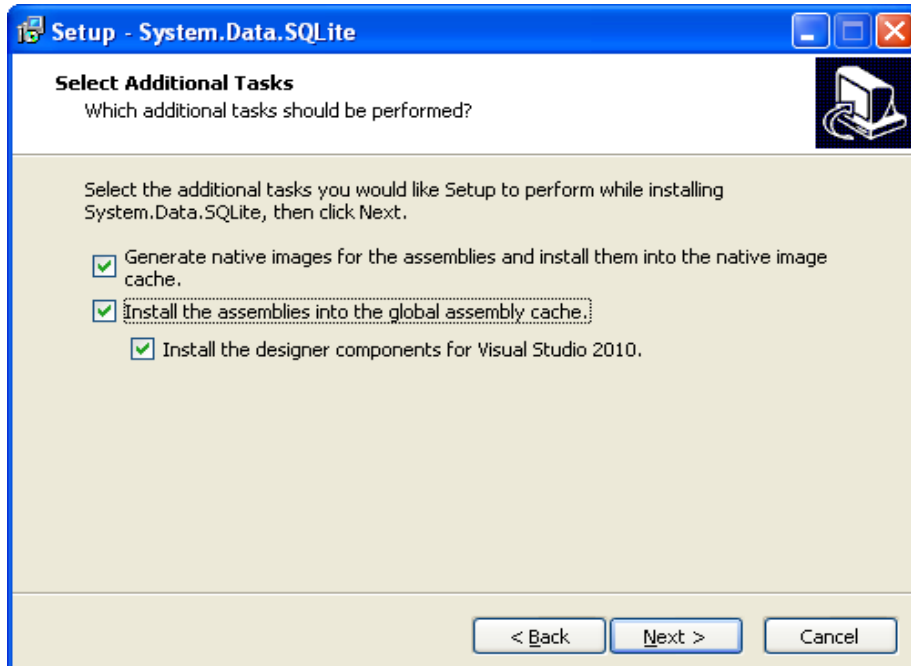 Setup - System.Data.SQLite
Select Additional Tasks
Which additional tasks should be performed?
Select the additional tasks you would like Setup to perform while installing
System.Data.SQLite, then click Next.
Generate native images for the assemblies and install them into the native image
cache.
Install the assemblies into the global assembly cache.
Install the designer components for Visual Studio 2010.
< Back
Next >
Cancel